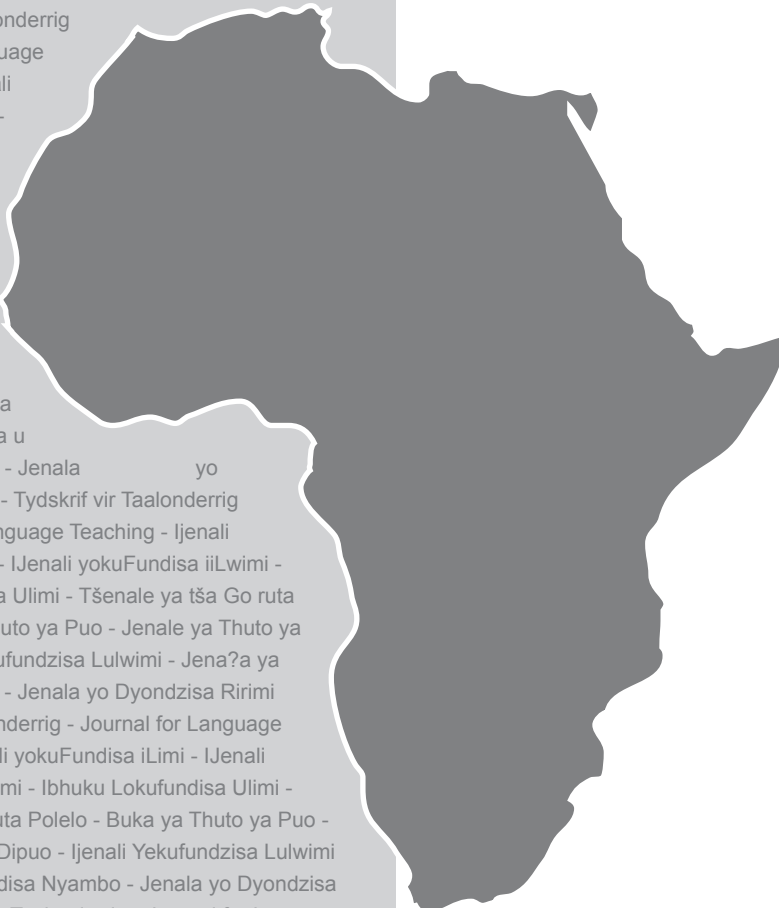 onderrig
uage
ali
-
a
a u
- Jenala yo
- Tydskrif vir Taalonderrig
nguage Teaching - Ijenali
- IJenali yokuFundisa iiLwimi -
a Ulimi - Tšenale ya tša Go ruta
uto ya Puo - Jenale ya Thuto ya
ufundzisa Lulwimi - Jena?a ya
- Jenala yo Dyondzisa Ririmi
nderrig - Journal for Language
li yokuFundisa iLimi - IJenali
mi - Ibhuku Lokufundisa Ulimi -
uta Polelo - Buka ya Thuto ya Puo -
Dipuo - Ijenali Yekufundzisa Lulwimi
disa Nyambo - Jenala yo Dyondzisa